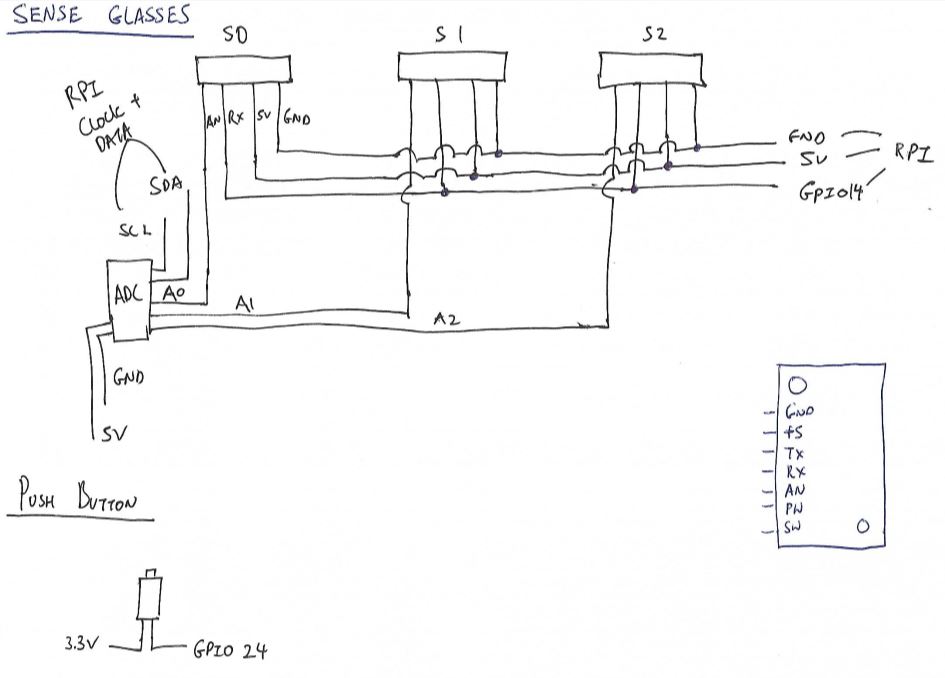 SENSE GLASSES
S0
S1
S2
RPI
Clock +
DATA
AN
RX
5V
GND
GND
5V
GPIO14
RPI
SDA
SCL
ADC
A0
A1
A2
GND
5V
GND
+5
TX
RX
AN
PW
SW
PUSH BUTTON
3.3V
GPIO 24